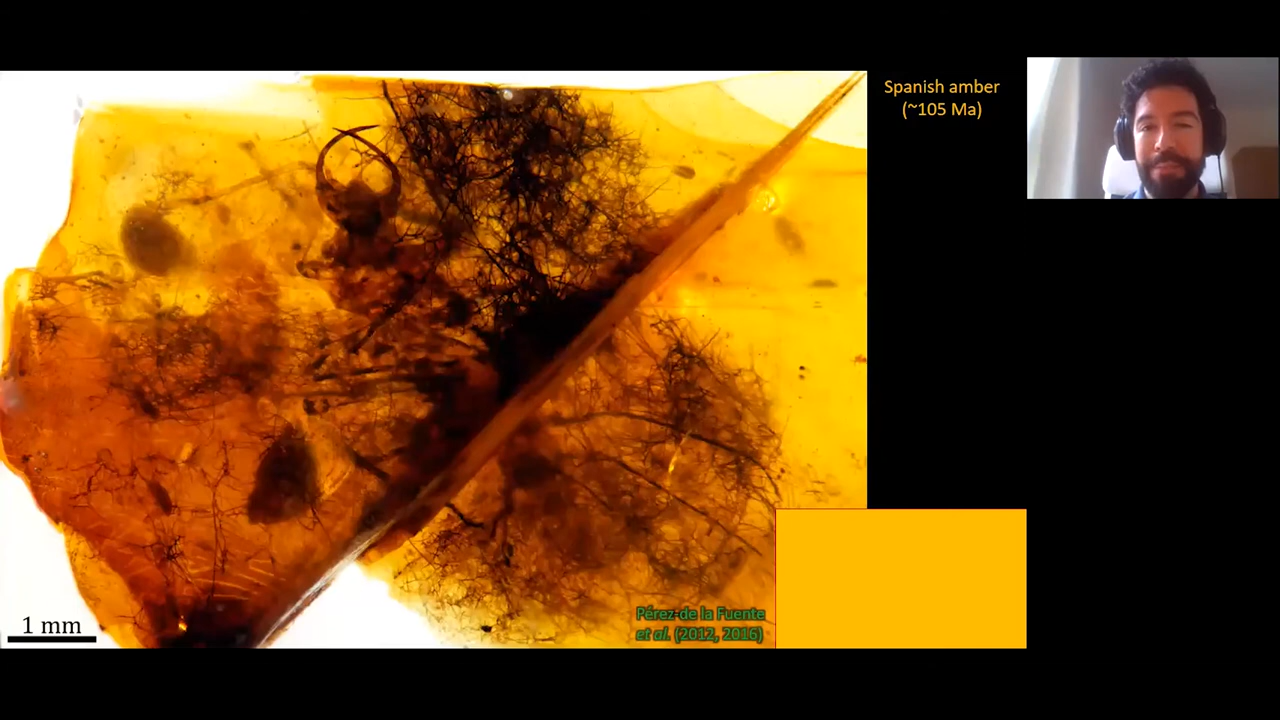 Spanish amber
(~105 Ma)
1 mm
Pérez-de la Fuente
et al. (2012, 2016)